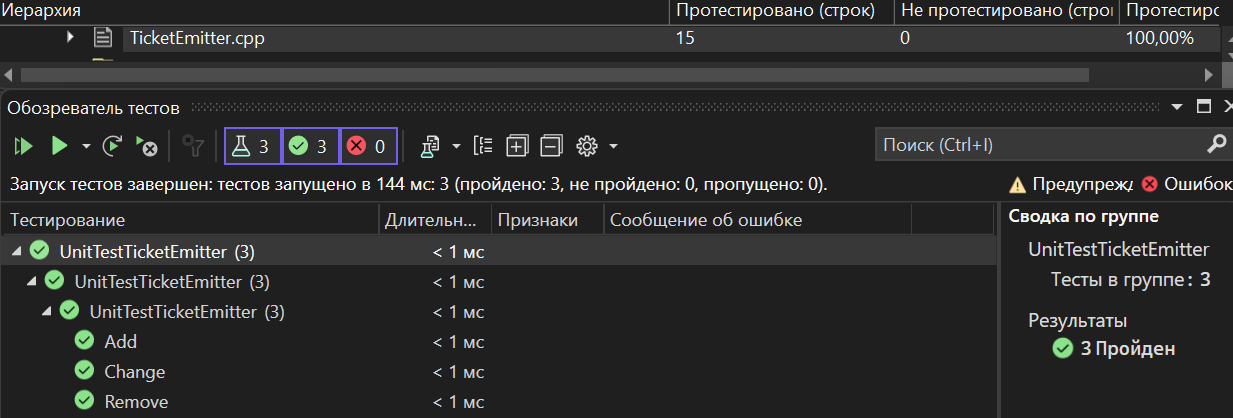 Иерархия Протестировано (строк) Не протестировано (строк Протестирс
TicketEmitter.cpp 15 0 100,00%
Обозреватель тестов
3 3 0 Поиск (Ctrl+I)
Запуск тестов завершен: тестов запущено в 144 мс: 3 (пройдено: 3, не пройдено: 0, пропущено: 0). Предупрежд Ошибок
Тестирование Длительн... Признаки Сообщение об ошибке Сводка по группе
UnitTestTicketEmitter (3) < 1 мс UnitTestTicketEmitter
UnitTestTicketEmitter (3) < 1 мс Тесты в группе: 3
UnitTestTicketEmitter (3) < 1 мс Результаты
Add < 1 мс 3 Пройден
Change < 1 мс
Remove < 1 мс